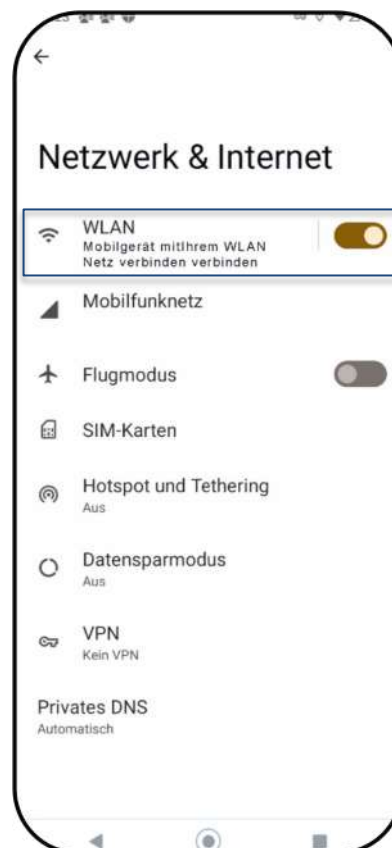 Netzwerk & Internet
WLAN
Mobilgerät mitIhrem WLAN
Netz verbinden verbinden
Mobilfunknetz
Flugmodus
SIM-Karten
Hotspot und Tethering
Aus
Datensparmodus
Aus
VPN
Kein VPN
Privates DNS
Automatisch